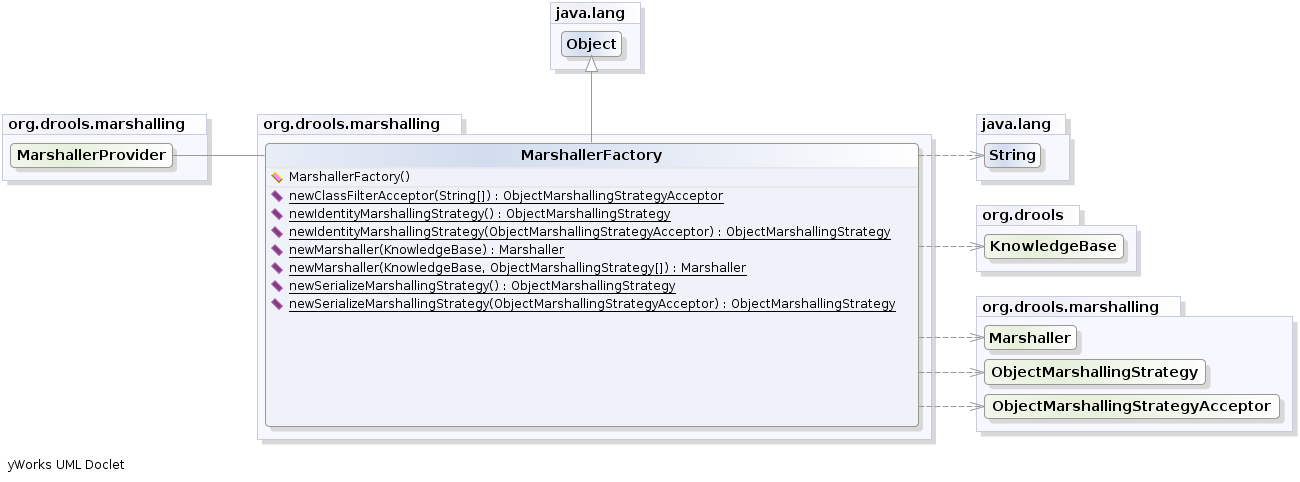 java.lang
Object
org.drools.marshalling
MarshallerProvider
org.drools.marshalling
MarshallerFactory
MarshallerFactory()
newClassFilterAcceptor(String[]) : ObjectMarshallingStrategyAcceptor
newIdentityMarshallingStrategy() : ObjectMarshallingStrategy
newIdentityMarshallingStrategy(ObjectMarshallingStrategyAcceptor) : ObjectMarshallingStrategy
newMarshaller(KnowledgeBase) : Marshaller
newMarshaller(KnowledgeBase, ObjectMarshallingStrategy[]) : Marshaller
newSerializeMarshallingStrategy() : ObjectMarshallingStrategy
newSerializeMarshallingStrategy(ObjectMarshallingStrategyAcceptor) : ObjectMarshallingStrategy
java.lang
String
org.drools
KnowledgeBase
org.drools.marshalling
Marshaller
ObjectMarshallingStrategy
ObjectMarshallingStrategyAcceptor
yWorks UML Doclet